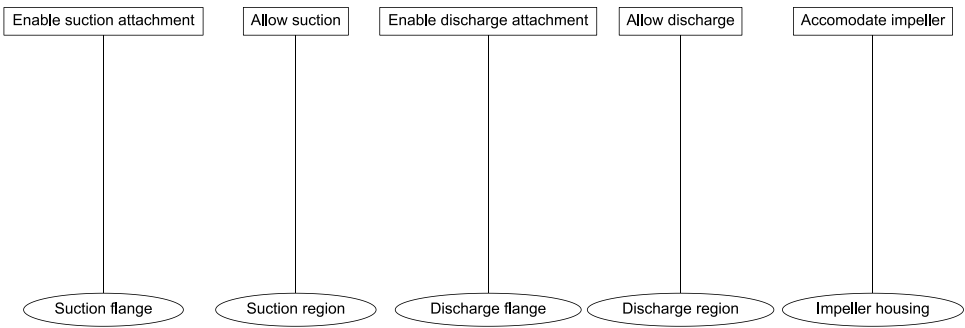 Enable suction attachment
Allow suction
Enable discharge attachment
Allow discharge
Accomodate impeller
Suction flange
Suction region
Discharge flange
Discharge region
Impeller housing